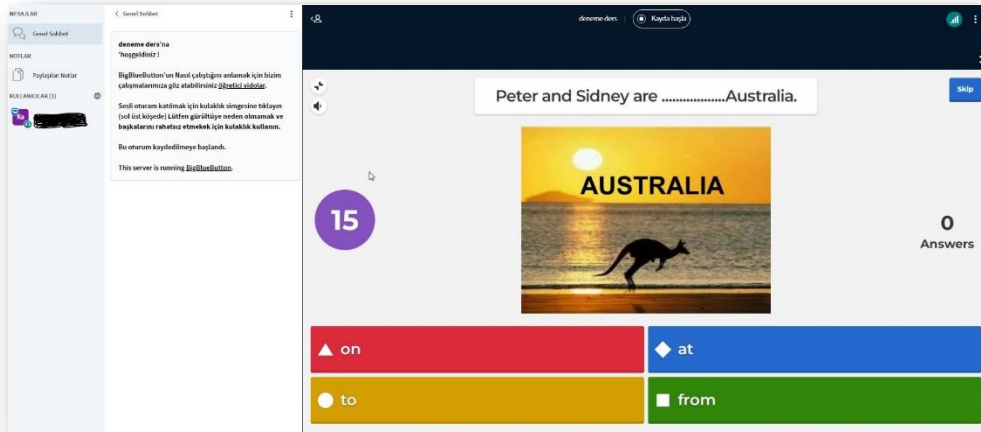 MESAJLAR
Genel Sohbet
NOTLAR
Paylaşılan Notlar
KULLANICILAR (1)
Ka
Genel Sohbet
deneme ders'na
'hoşgeldiniz !
BigBlueButton'un Nasıl çalıştığını anlamak için bizim
çalışmalarımıza göz atabilirsiniz öğretici vidolar.
Sesli oturam katılmak için kulaklık simgesine tıklayın
(sol üst köşede) Lütfen gürültüye neden olmamak ve
başkalarını rahatsız etmekek için kulaklık kullanın.
Bu oturum kaydedilmeye başlandı.
This server is running BigBlueButton.
deneme ders
Kayda başla
Peter and Sidney are ..................Australia.
Skip
AUSTRALIA
15
0
Answers
on
at
to
from